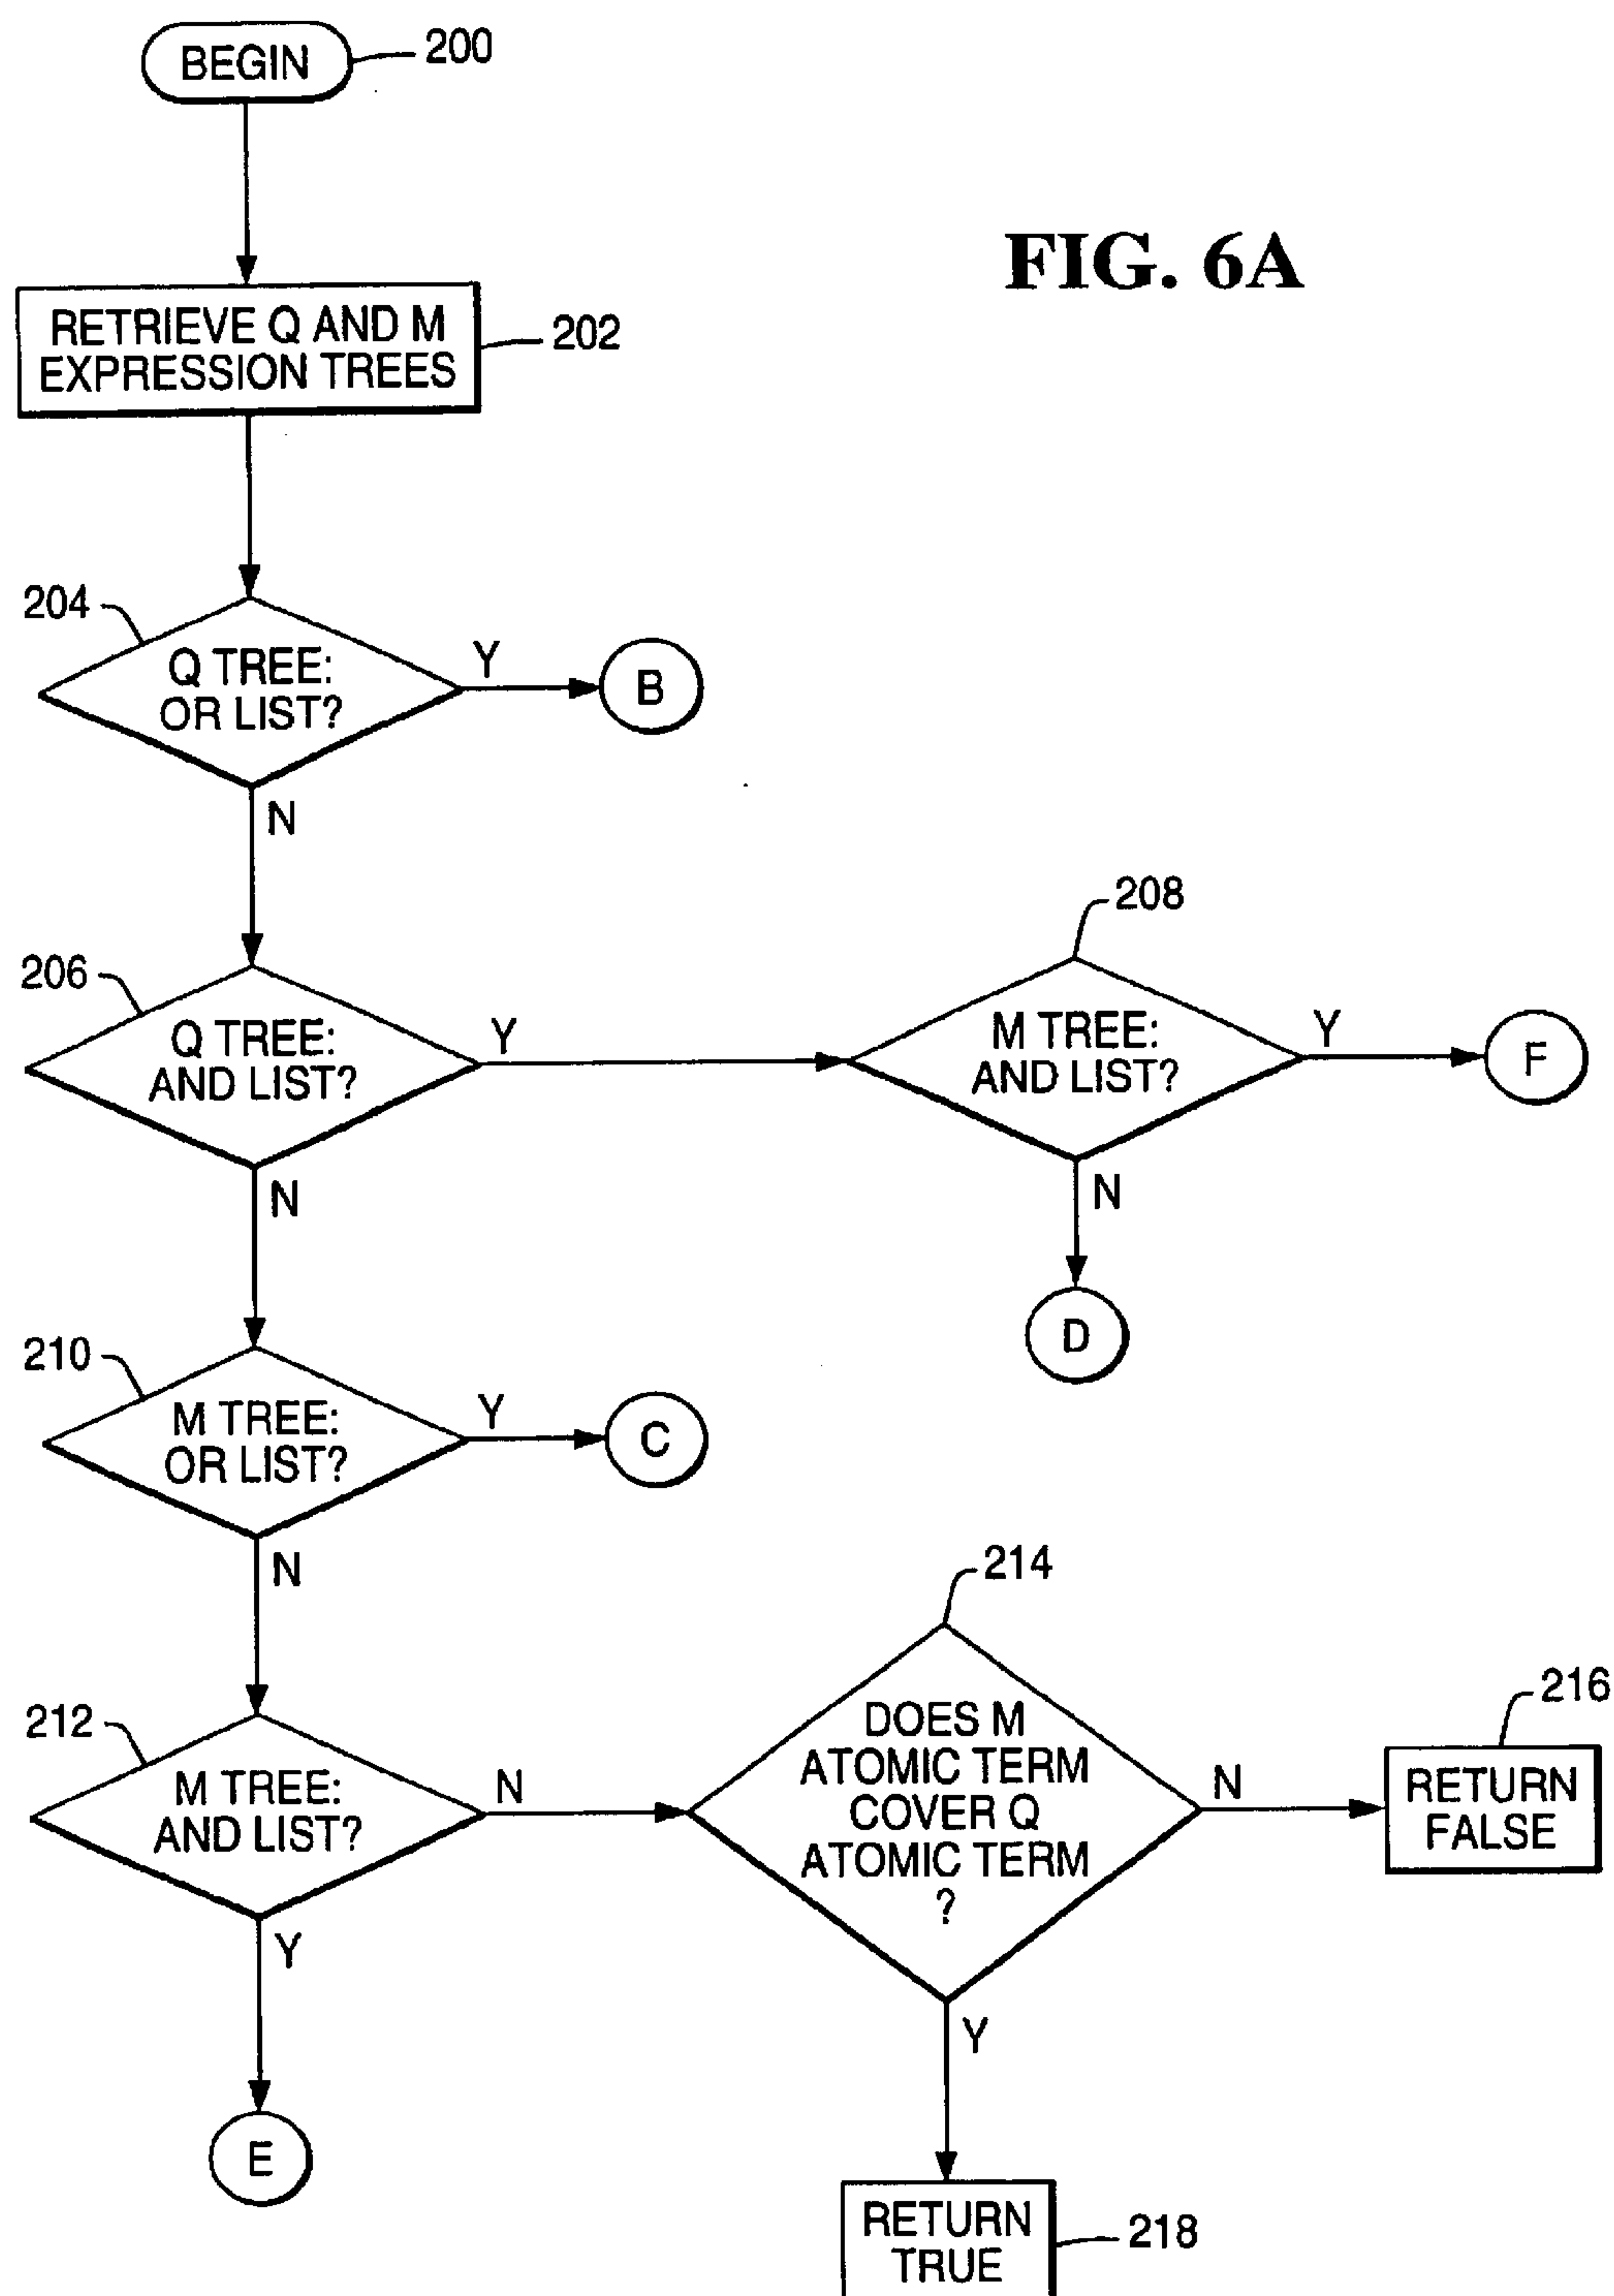 BEGIN
200
FIG. 6A
RETRIEVE Q AND M
EXPRESSION TREES
202
204
Q TREE:
OR LIST?
Y
B
N
206
Q TREE:
AND LIST?
Y
208
M TREE:
AND LIST?
Y
F
N
N
D
210
M TREE:
OR LIST?
Y
C
N
212
M TREE:
AND LIST?
N
214
DOES M
ATOMIC TERM
COVER Q
ATOMIC TERM
?
N
216
RETURN
FALSE
Y
E
Y
RETURN
TRUE
218